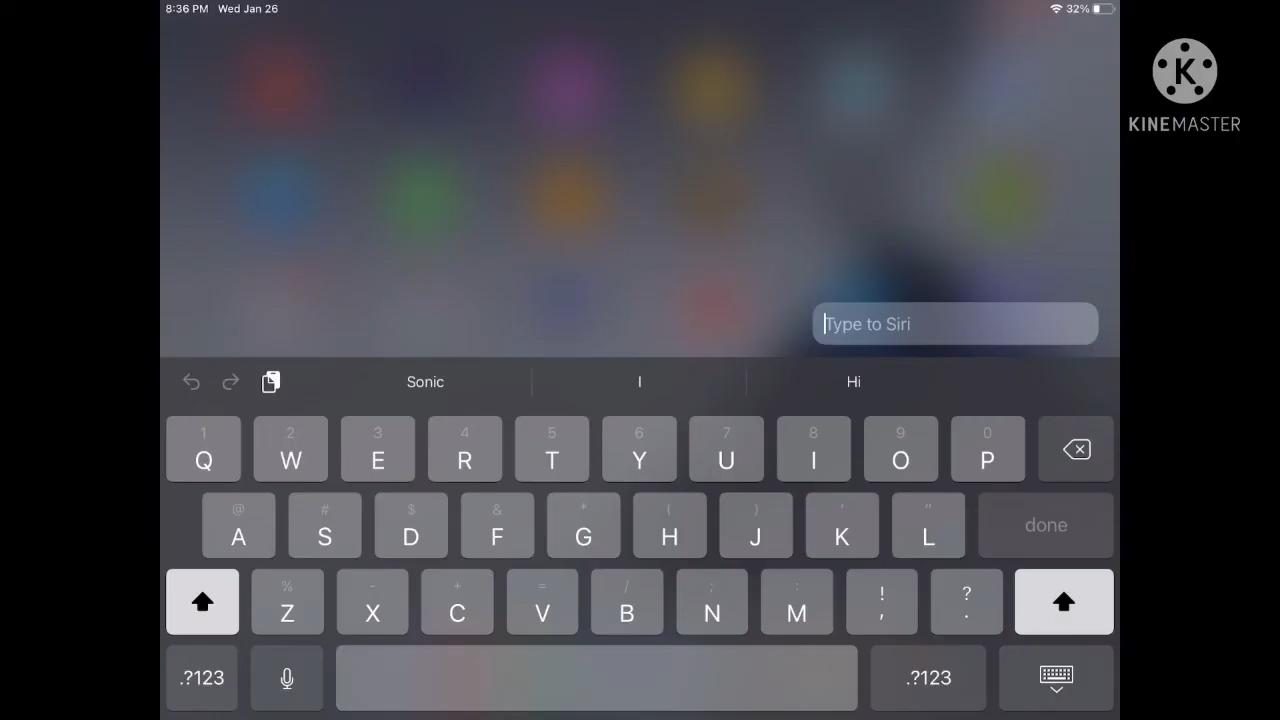 8:36 PM Wed Jan 26 32%
K
KINEMASTER
Type to Siri
Sonic I Hi
1 2 3 4 5 6 7 8 9 0
Q W E R T Y U I O P
@ # $ & * ( ) ' "
A S D F G H J K L done
% - + = / ; : ! ?
Z X C V B N M , .
.?123 .?123